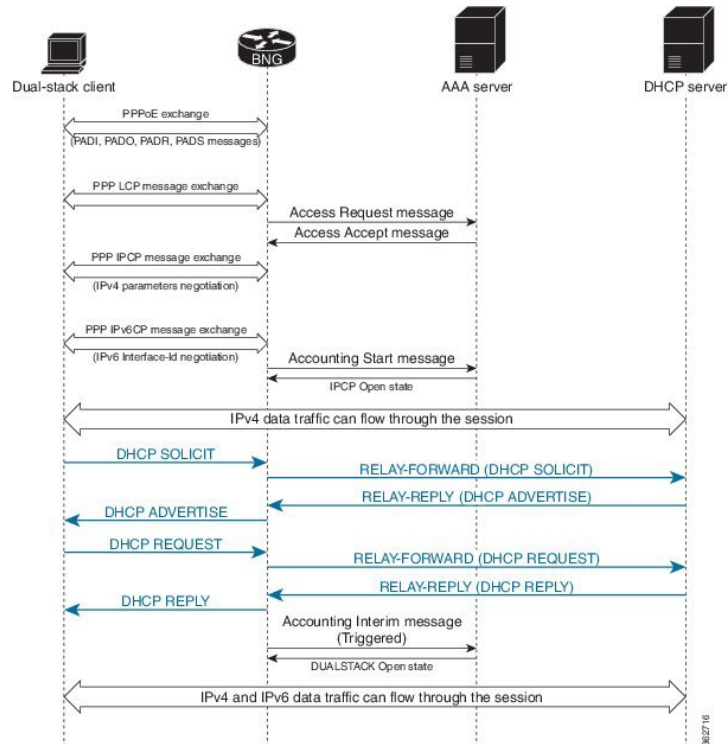 BNG
Dual-stack client
AAA server
DHCP server
PPPoE exchange
(PADI, PADO, PADR, PADS messages)
PPP LCP message exchange
Access Request message
Access Accept message
PPP IPCP message exchange
(IPv4 parameters negotiation)
PPP IPv6CP message exchange
(IPv6 Interface-Id negotiation)
Accounting Start message
IPCP Open state
IPv4 data traffic can flow through the session
DHCP SOLICIT
RELAY-FORWARD (DHCP SOLICIT)
RELAY-REPLY (DHCP ADVERTISE)
DHCP ADVERTISE
DHCP REQUEST
RELAY-FORWARD (DHCP REQUEST)
RELAY-REPLY (DHCP REPLY)
DHCP REPLY
Accounting Interim message
(Triggered)
DUALSTACK Open state
IPv4 and IPv6 data traffic can flow through the session